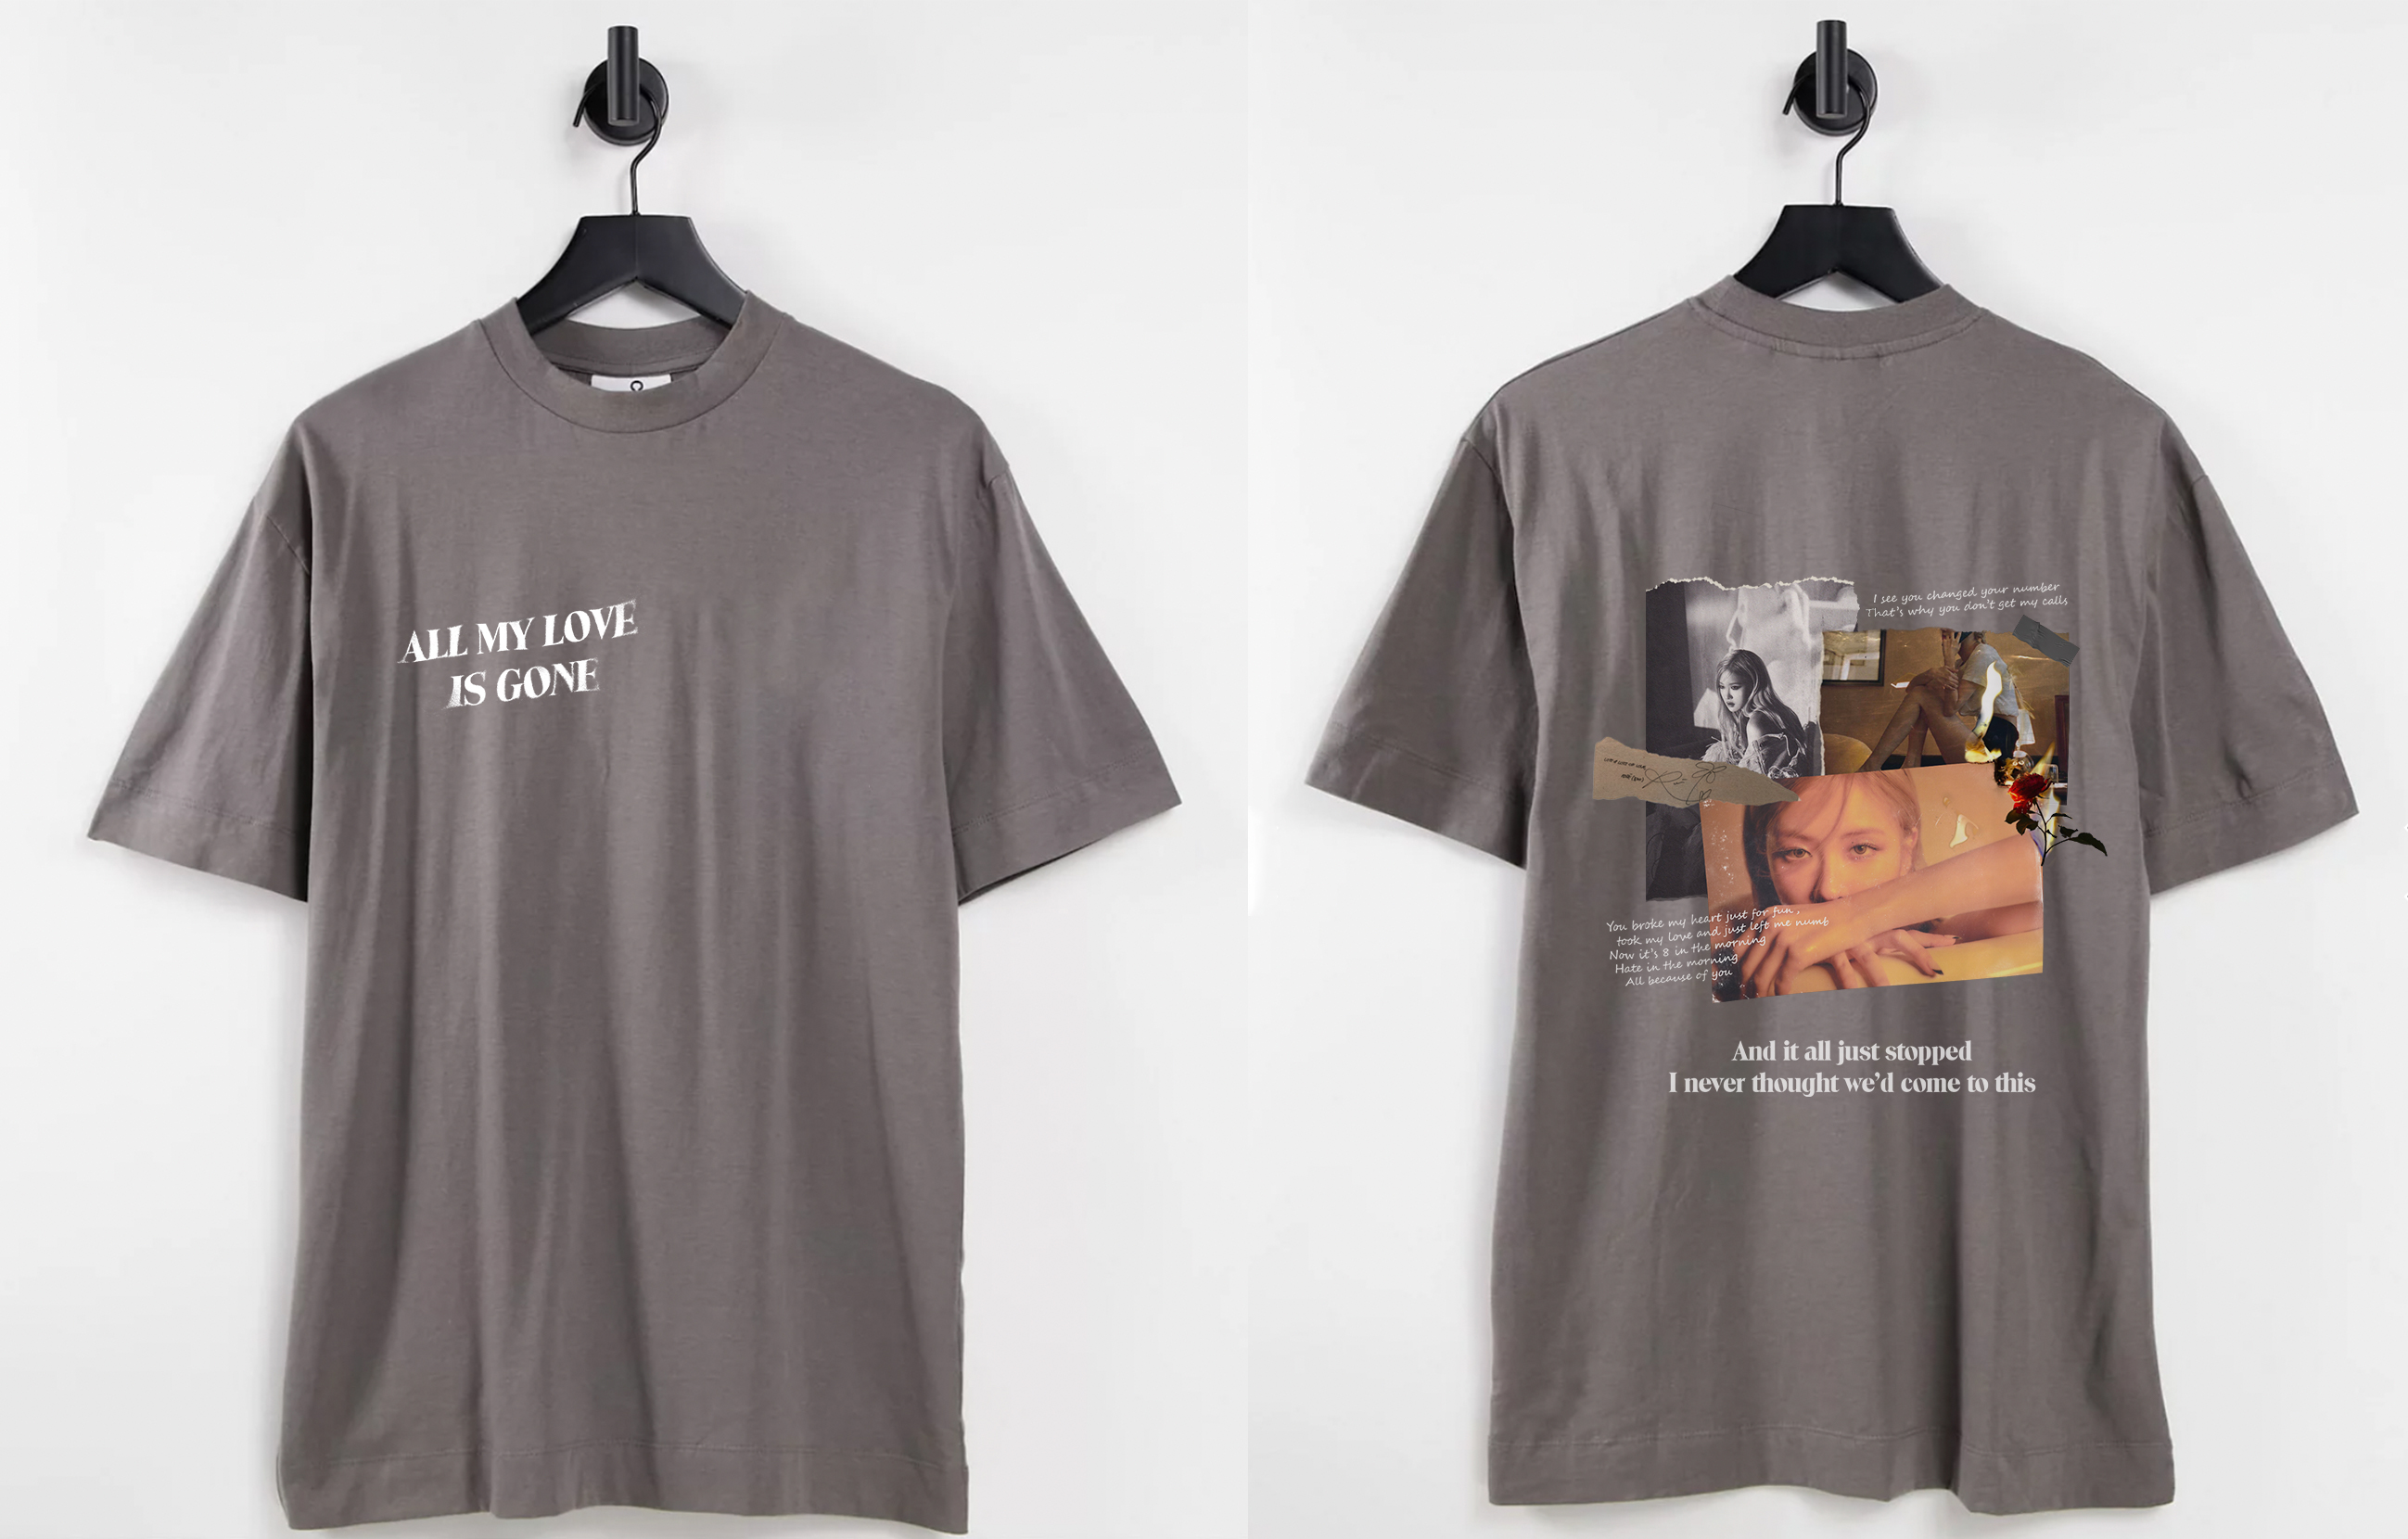 ALL MY LOVE
IS GONE
I see you changed your number
That's why you don't get my calls
You broke my heart just for fun,
took my love and just left me numb
Now it's 8 in the morning
Hate in the morning
All because of you
And it all just stopped
I never thought we'd come to this